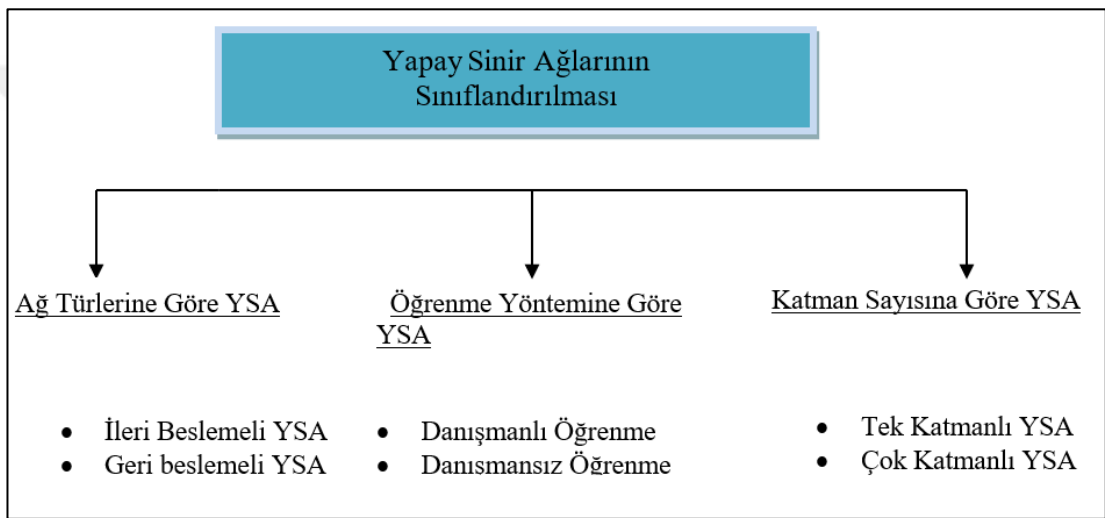 Yapay Sinir Ağlarının
Sınıflandırılması
Ağ Türlerine Göre YSA
Öğrenme Yöntemine Göre
YSA
Katman Sayısına Göre YSA
• İleri Beslemeli YSA
• Geri beslemeli YSA
• Danışmanlı Öğrenme
• Danışmansız Öğrenme
• Tek Katmanlı YSA
• Çok Katmanlı YSA